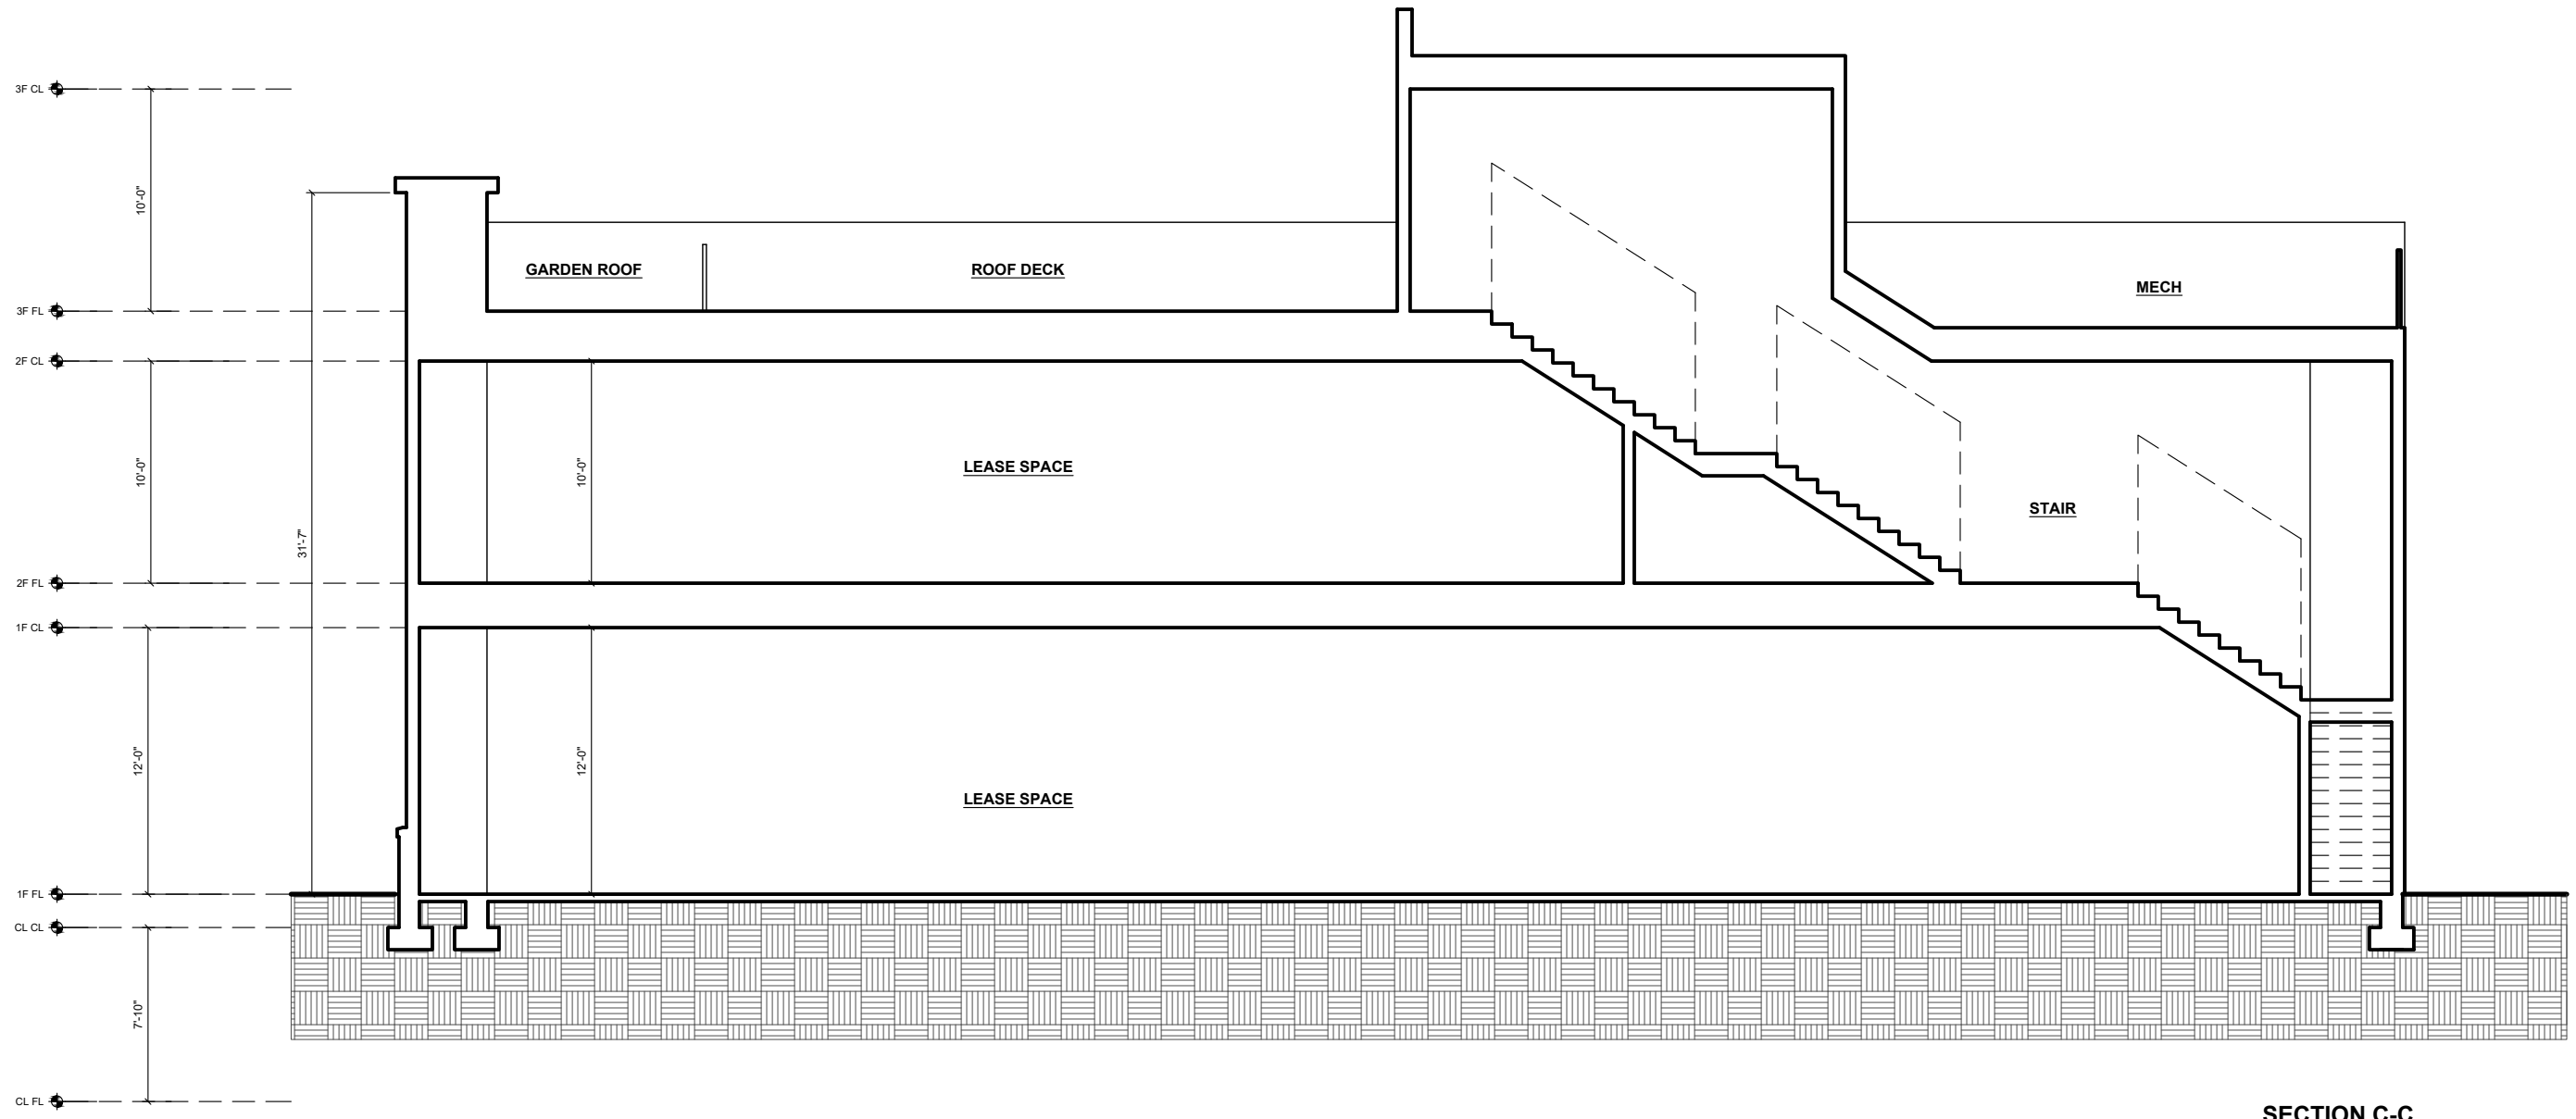 3F CL
10'-0"
GARDEN ROOF
ROOF DECK
MECH
3F FL
2F CL
10'-0"
10'-0"
LEASE SPACE
STAIR
31'-7"
2F FL
1F CL
12'-0"
12'-0"
LEASE SPACE
1F FL
CL CL
7'-10"
CL FL
SECTION C-C